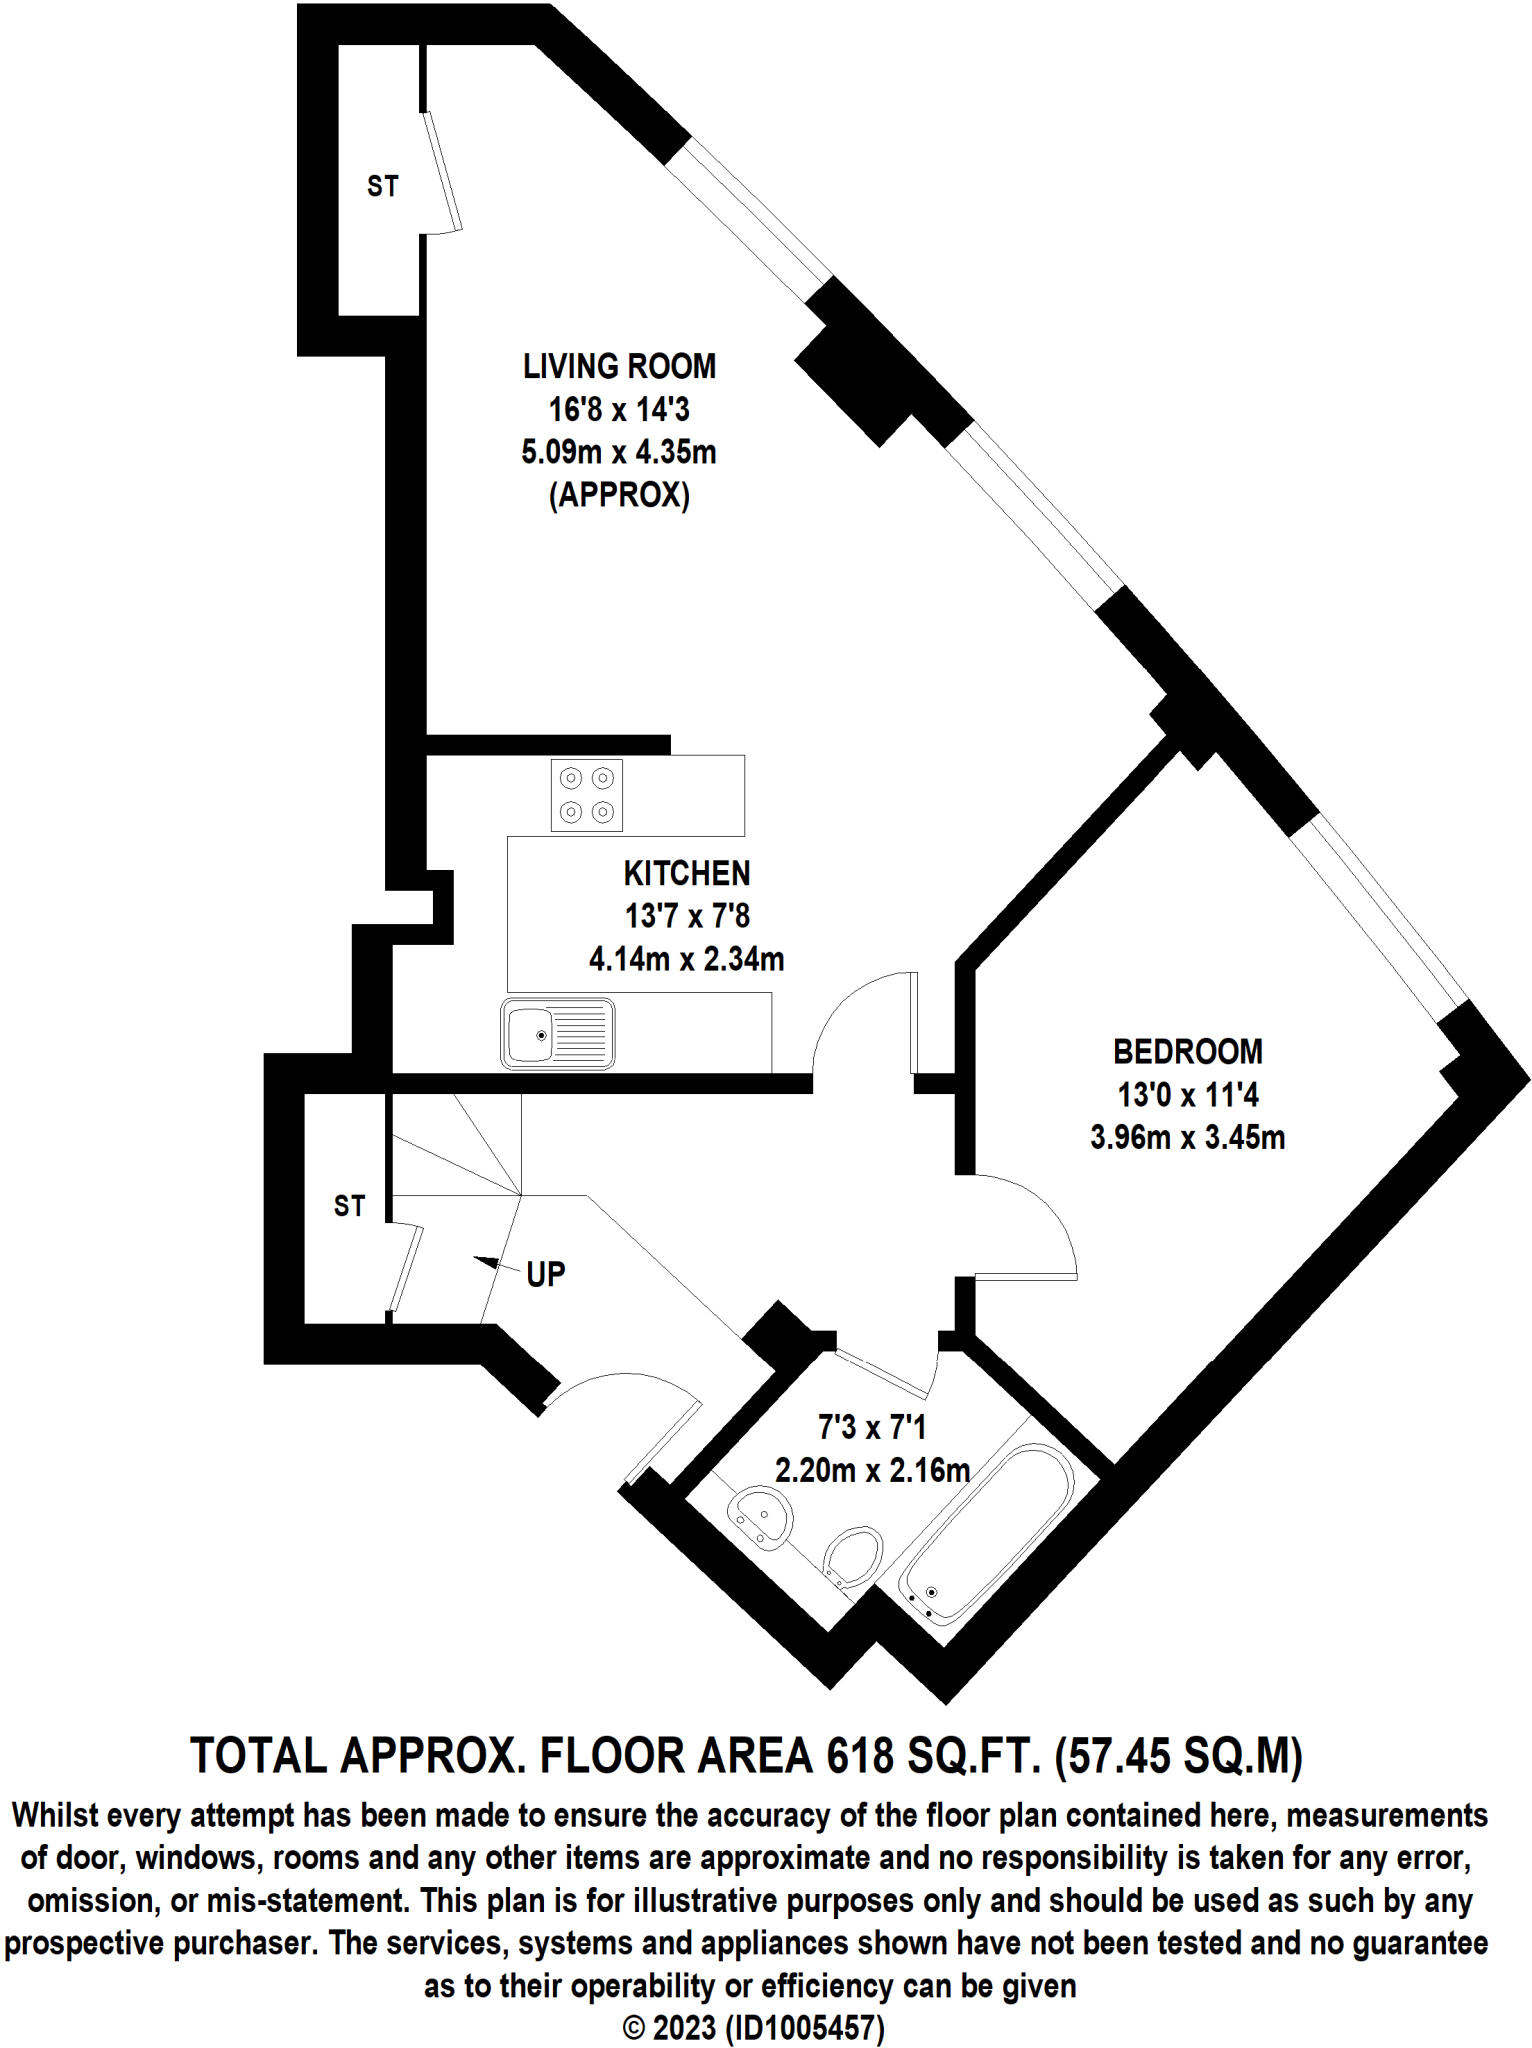 ST
LIVING ROOM
16'8 x 14'3
5.09m x 4.35m
(APPROX)
KITCHEN
13'7 x 7'8
4.14m x 2.34m
BEDROOM
13'0 x 11'4
3.96m x 3.45m
ST
UP
7'3 x 7'1
2.20m x 2.16m
TOTAL APPROX. FLOOR AREA 618 SQ.FT. (57.45 SQ.M)
Whilst every attempt has been made to ensure the accuracy of the floor plan contained here, measurements
of door, windows, rooms and any other items are approximate and no responsibility is taken for any error,
omission, or mis-statement. This plan is for illustrative purposes only and should be used as such by any
prospective purchaser. The services, systems and appliances shown have not been tested and no guarantee
as to their operability or efficiency can be given
© 2023 (ID1005457)